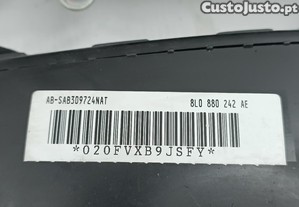 CustoJusto.pt
AB-SAB309724NAT 8L0 880 242 AE
*020FVXB9JSFY*